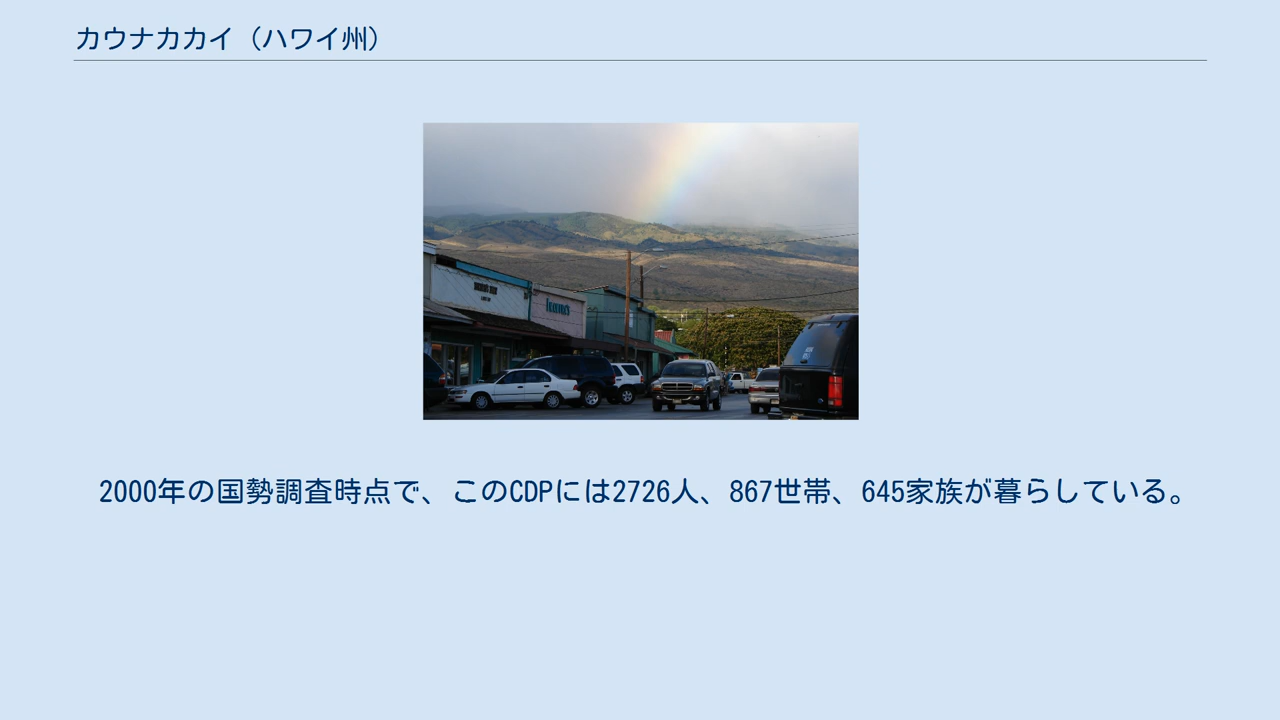 カウナカカイ（ハワイ州）
2000年の国勢調査時点で、このCDPには2726人、867世帯、645家族が暮らしている。